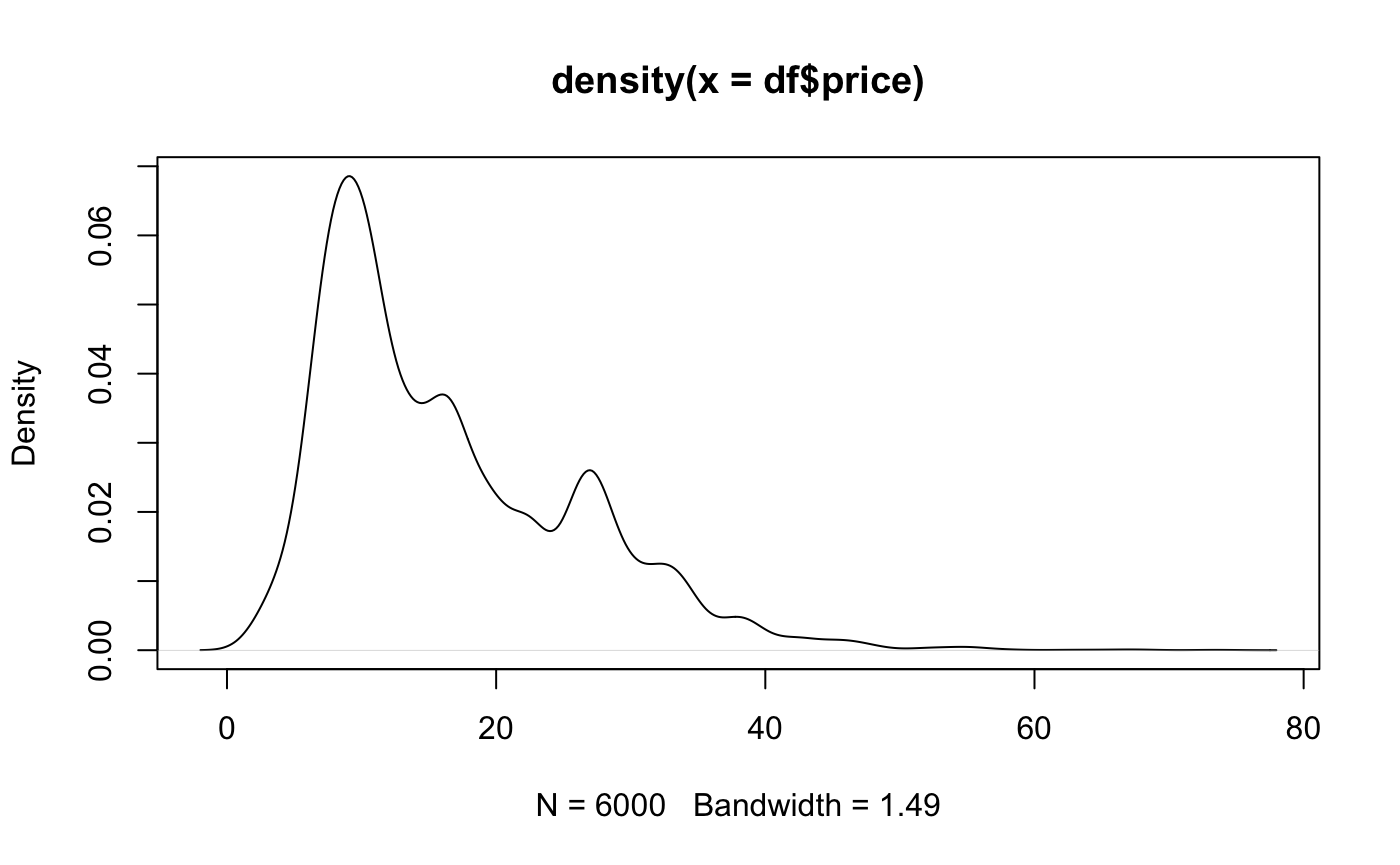 density(x = df$price)
Density
0.06
0.04
0.02
0.00
0 20 40 60 80
N = 6000 Bandwidth = 1.49